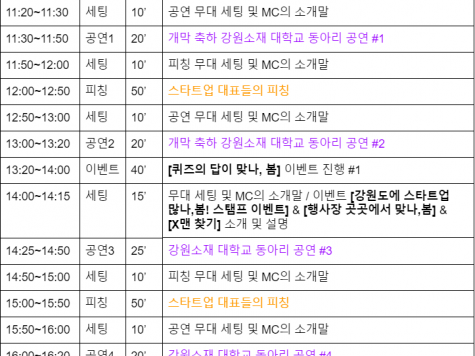 11:20~11:30 세팅 10' 공연 무대 세팅 및 MC의 소개말
11:30~11:50 공연1 20' 개막 축하 강원소재 대학교 동아리 공연 #1
11:50~12:00 세팅 10' 피칭 무대 세팅 및 MC의 소개말
12:00~12:50 피칭 50' 스타트업 대표들의 피칭
12:50~13:00 세팅 10' 공연 무대 세팅 및 MC의 소개말
13:00~13:20 공연2 20' 개막 축하 강원소재 대학교 동아리 공연 #2
13:20~14:00 이벤트 40' [퀴즈의 답이 맞나, 봄] 이벤트 진행 #1
14:00~14:15 세팅 15' 무대 세팅 및 MC의 소개말 / 이벤트 [강원도에 스타트업
많나,봄! 스탬프 이벤트] & [행사장 곳곳에서 맞나,봄] &
[X맨 찾기] 소개 및 설명
14:25~14:50 공연3 25' 강원소재 대학교 동아리 공연 #3
14:50~15:00 세팅 10' 피칭 무대 세팅 및 MC의 소개말
15:00~15:50 피칭 50' 스타트업 대표들의 피칭
15:50~16:00 세팅 10' 공연 무대 세팅 및 MC의 소개말
16:00~16:20 공연4 20' 강원소재 대학교 동아리 공연 #4